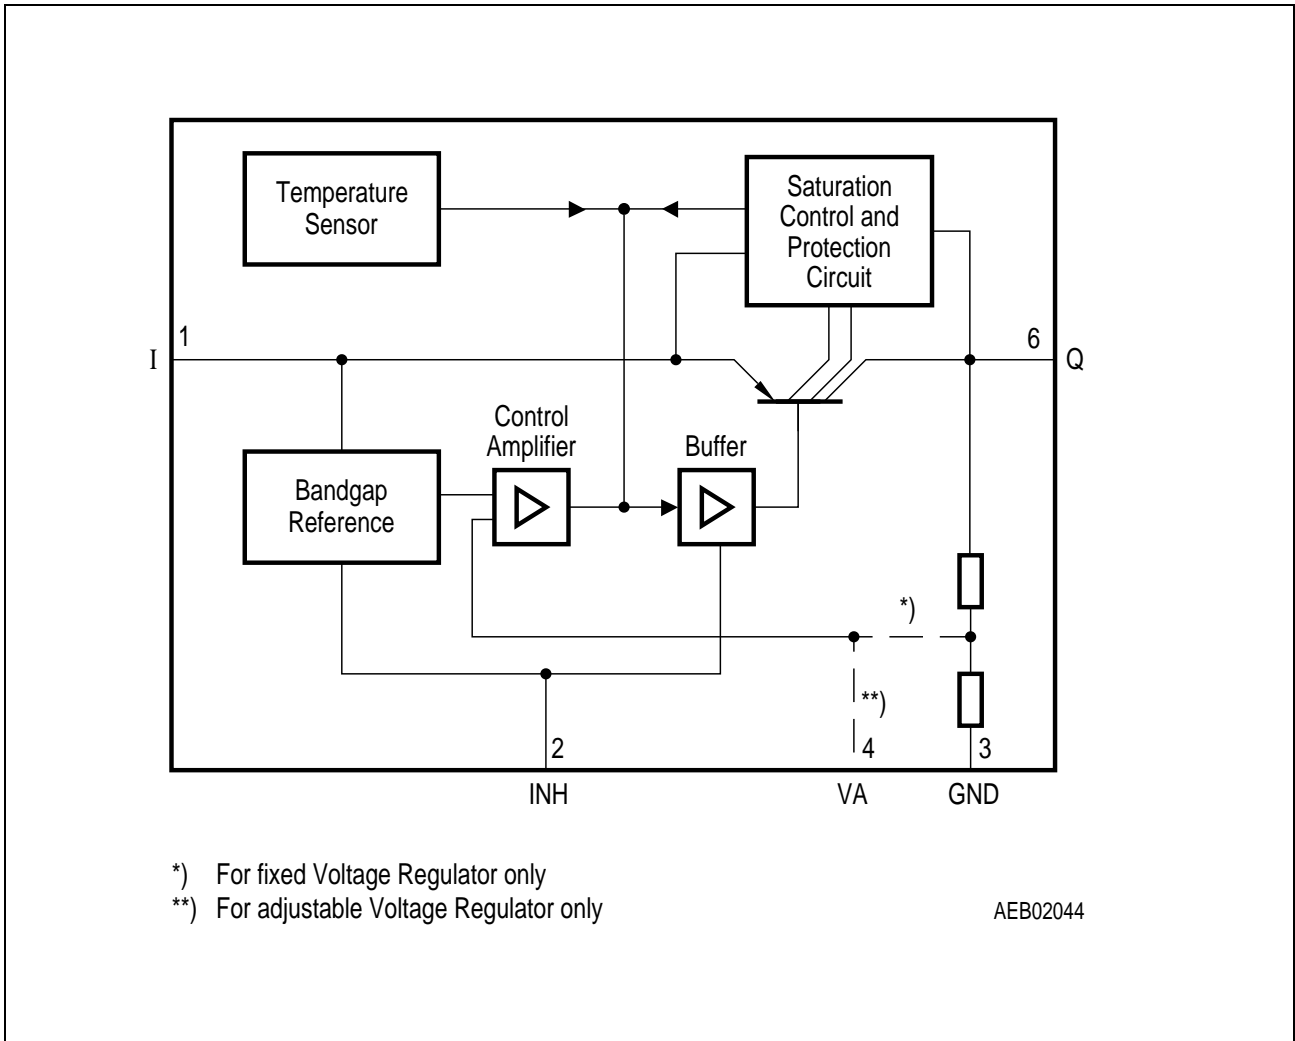 Temperature
Sensor
Saturation
Control and
Protection
Circuit
1
I
6
Q
Control
Amplifier
Buffer
Bandgap
Reference
*)
**)
2
4
3
INH
VA
GND
*) For fixed Voltage Regulator only
**) For adjustable Voltage Regulator only
AEB02044